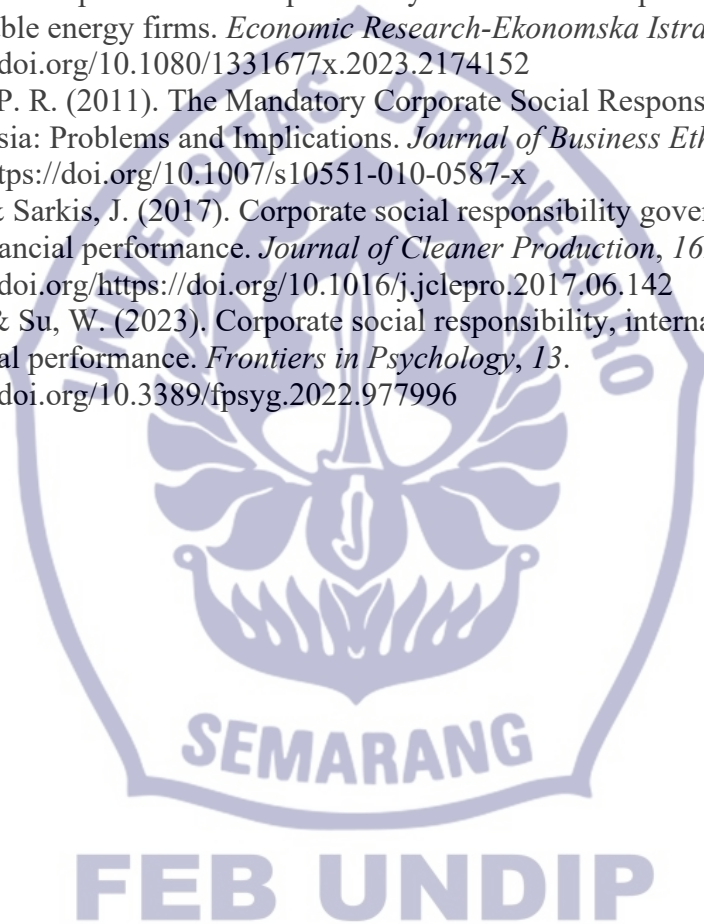 ble energy firms. Economic Research-Ekonomska Istra
doi.org/10.1080/1331677x.2023.2174152
P. R. (2011). The Mandatory Corporate Social Respons
sia: Problems and Implications. Journal of Business Eth
tps://doi.org/10.1007/s10551-010-0587-x
& Sarkis, J. (2017). Corporate social responsibility gover
ancial performance. Journal of Cleaner Production, 16
doi.org/https://doi.org/10.1016/j.jclepro.2017.06.142
& Su, W. (2023). Corporate social responsibility, interna
al performance. Frontiers in Psychology, 13.
doi.org/10.3389/fpsyg.2022.977996
UNIVERSITAS DIPONEGORO
SEMARANG
FEB UNDIP